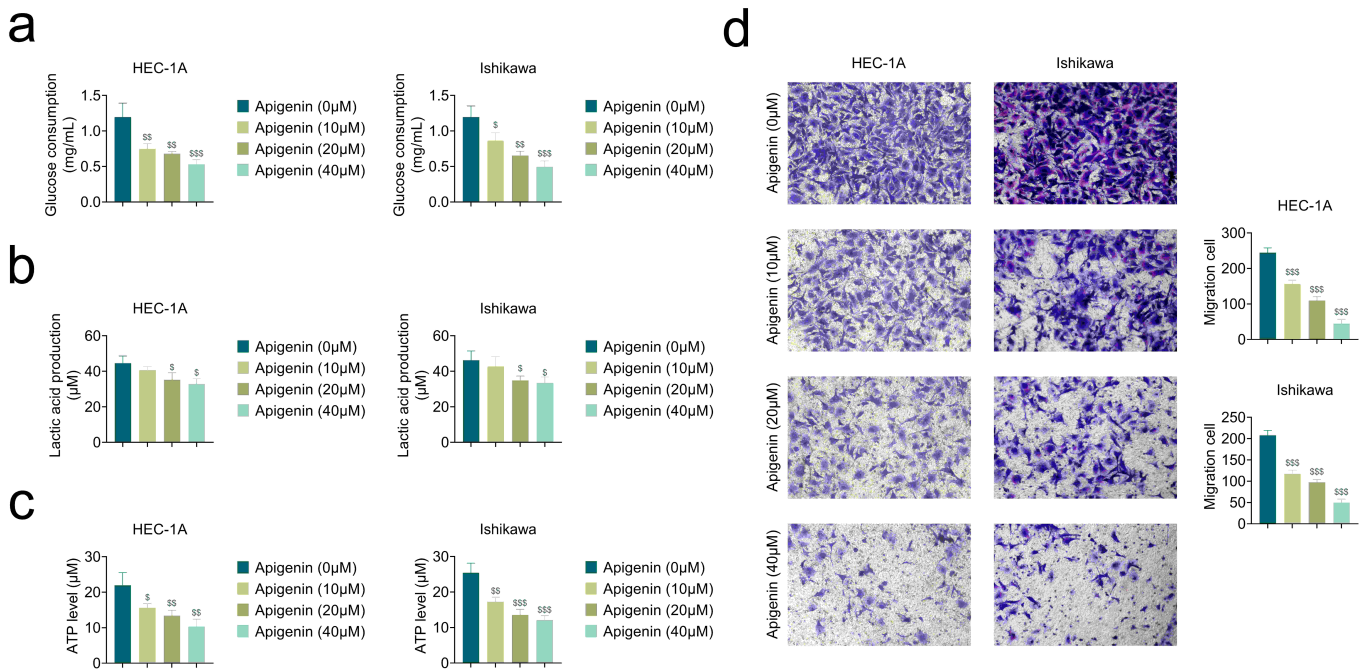 a
HEC-1A
Glucose consumption
(mg/mL)
1.5
1.0
0.5
0.0
$$
$$
$$$
Apigenin (0μM)
Apigenin (10μM)
Apigenin (20μM)
Apigenin (40μM)
Ishikawa
Glucose consumption
(mg/mL)
1.5
1.0
0.5
0.0
$
$$
$$$
Apigenin (0μM)
Apigenin (10μM)
Apigenin (20μM)
Apigenin (40μM)
b
HEC-1A
Lactic acid production
(μM)
60
40
20
0
$
$
Apigenin (0μM)
Apigenin (10μM)
Apigenin (20μM)
Apigenin (40μM)
Ishikawa
Lactic acid production
(μM)
60
40
20
0
$
$
Apigenin (0μM)
Apigenin (10μM)
Apigenin (20μM)
Apigenin (40μM)
c
HEC-1A
ATP level (μM)
30
20
10
0
$
$$
$$
Apigenin (0μM)
Apigenin (10μM)
Apigenin (20μM)
Apigenin (40μM)
Ishikawa
ATP level (μM)
30
20
10
0
$$
$$$
$$$
Apigenin (0μM)
Apigenin (10μM)
Apigenin (20μM)
Apigenin (40μM)
d
HEC-1A
Ishikawa
Apigenin (0μM)
Apigenin (10μM)
Apigenin (20μM)
Apigenin (40μM)
HEC-1A
Migration cell
300
200
100
0
$$$
$$$
$$$
Ishikawa
Migration cell
250
200
150
100
50
0
$$$
$$$
$$$